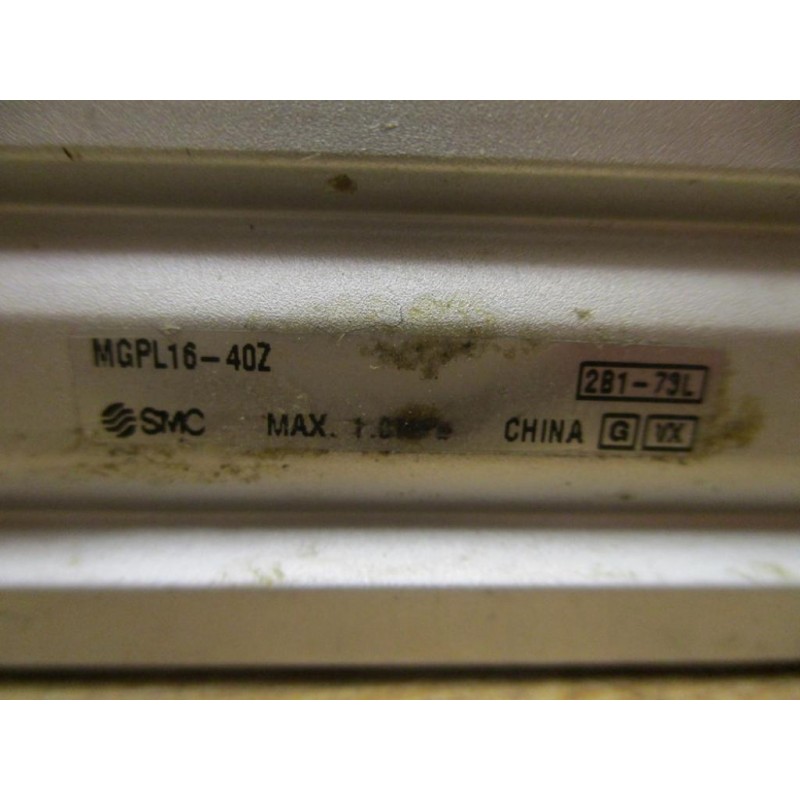 MGPL16-40Z
2B1-73L
SMC MAX. CHINA G VX